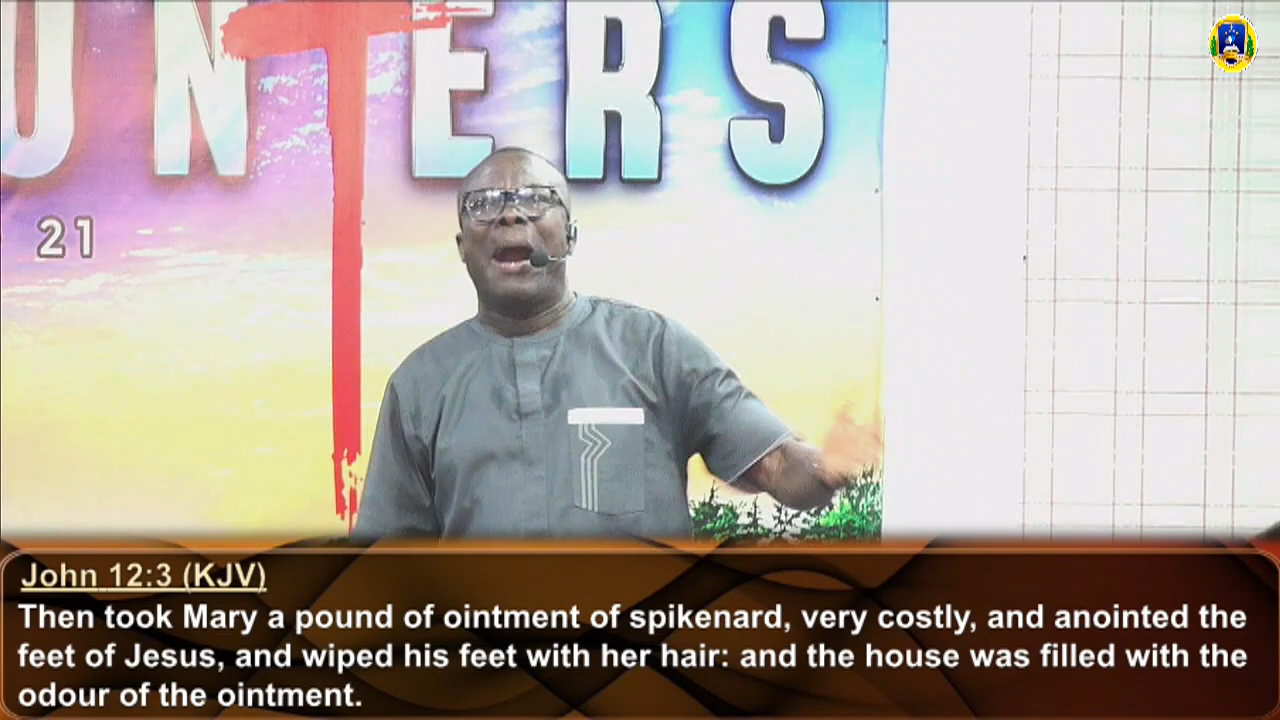 UNTERS
21
John 12:3 (KJV)
Then took Mary a pound of ointment of spikenard, very costly, and anointed the
feet of Jesus, and wiped his feet with her hair: and the house was filled with the
odour of the ointment.